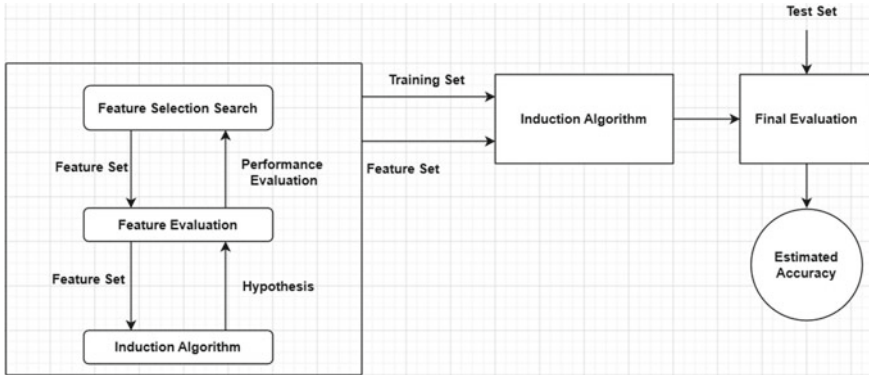 Test Set
Feature Selection Search
Training Set
Induction Algorithm
Final Evaluation
Feature Set
Performance
Evaluation
Feature Set
Feature Evaluation
Feature Set
Hypothesis
Induction Algorithm
Estimated
Accuracy